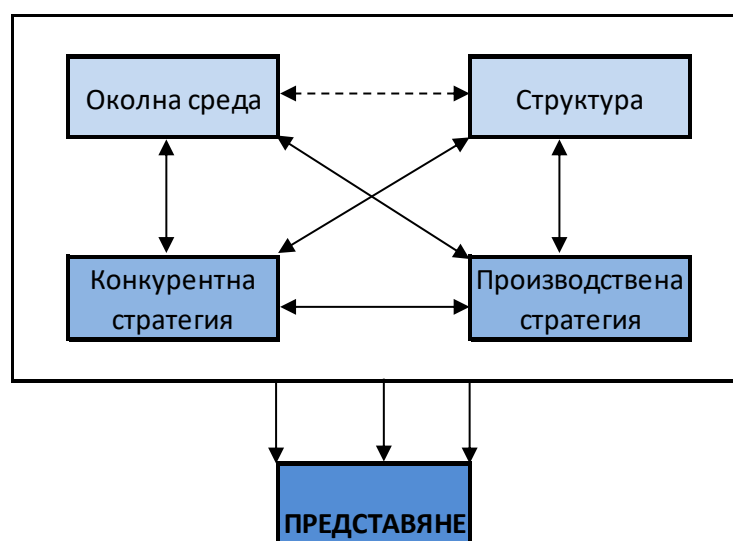 Околна среда
Структура
Конкурентна
стратегия
Производствена
стратегия
ПРЕДСТАВЯНЕ